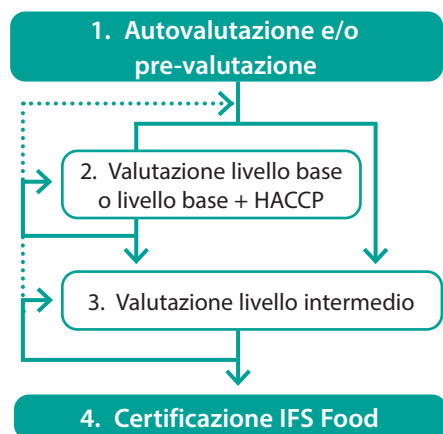 1. Autovalutazione e/o
pre-valutazione
2. Valutazione livello base
o livello base + HACCP
3. Valutazione livello intermedio
4. Certificazione IFS Food